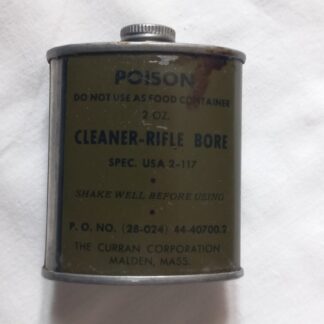 POISON
DO NOT USE AS FOOD CONTAINER
2 OZ.
CLEANER-RIFLE BORE
SPEC. USA 2-117
SHAKE WELL BEFORE USING
P. O. NO. (28-024) 44-40700.2
THE CURRAN CORPORATION
MALDEN, MASS.